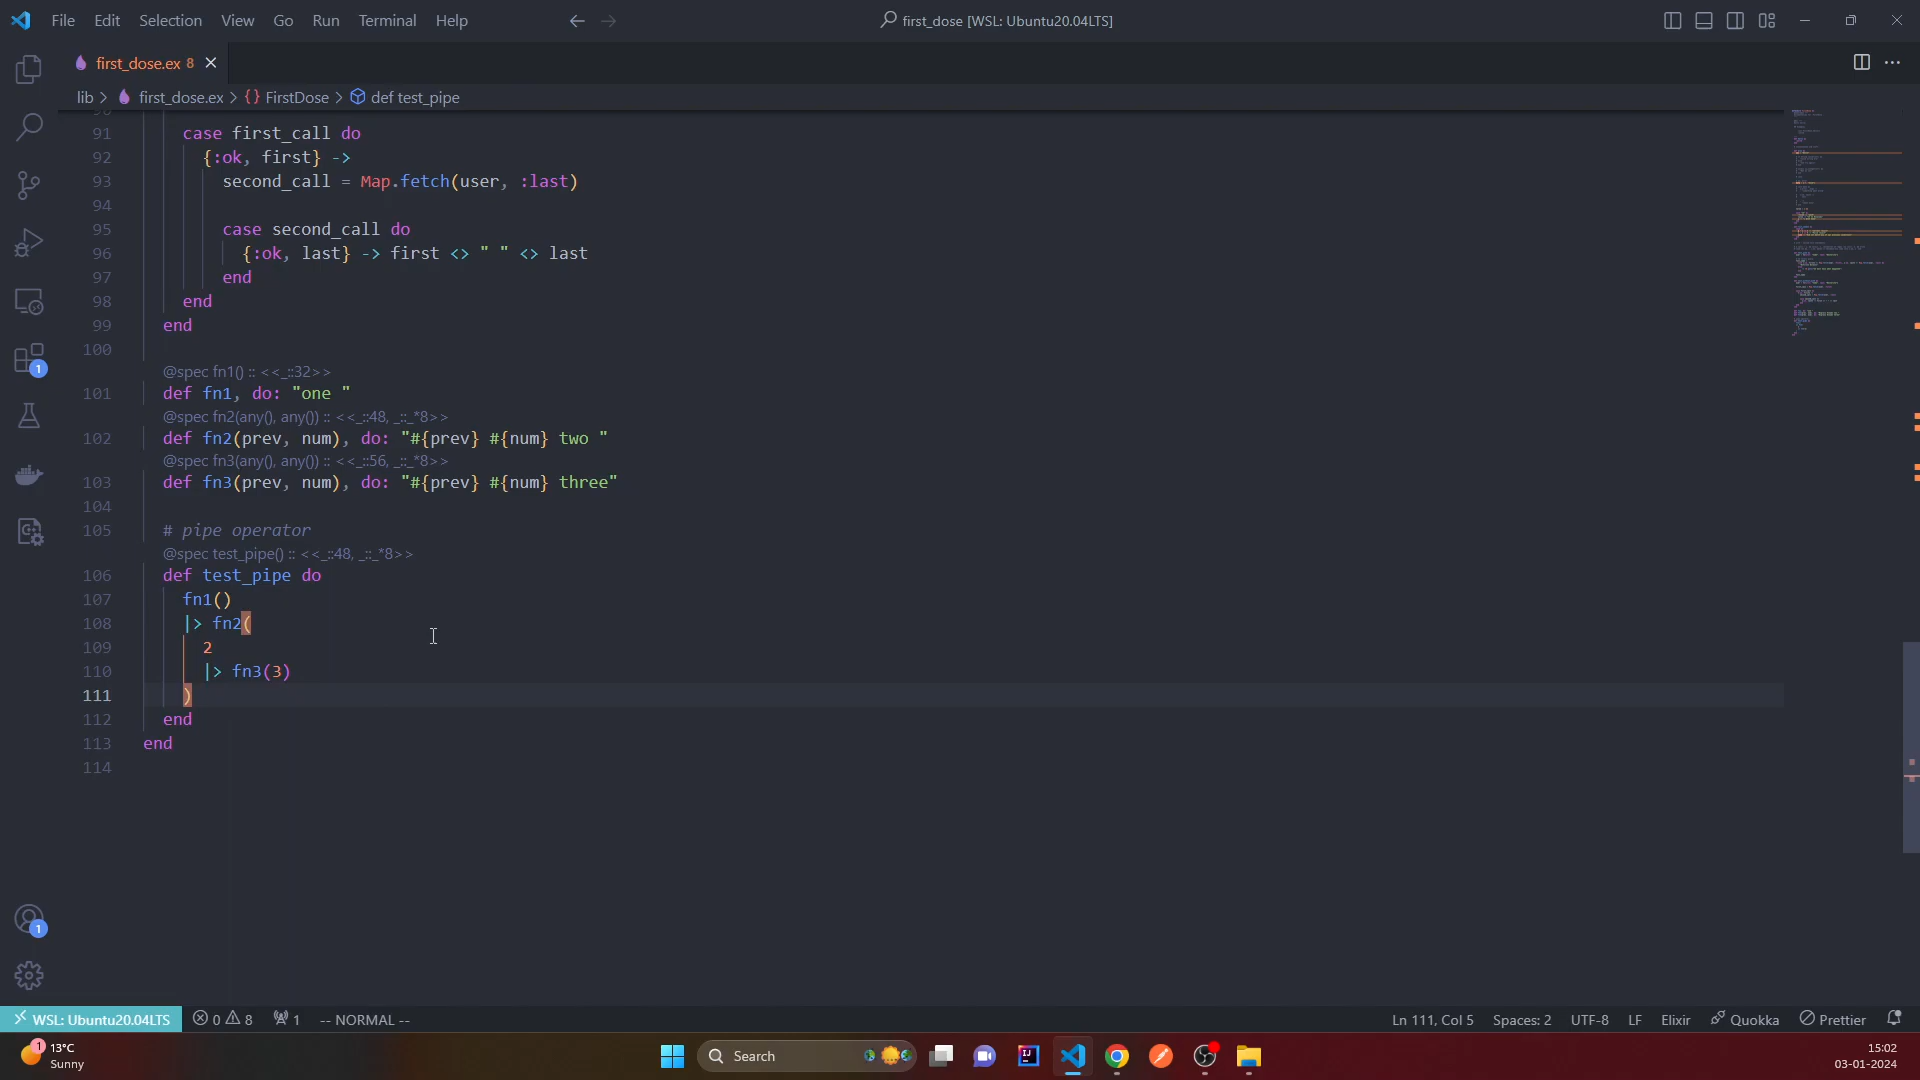 File Edit Selection View Go Run Terminal Help
first_dose [WSL: Ubuntu20.04LTS]
first_dose.ex 8
lib > first_dose.ex > {} FirstDose > def test_pipe
91 case first_call do
92 {:ok, first} ->
93 second_call = Map.fetch(user, :last)
94
95 case second_call do
96 {:ok, last} -> first <> " " <> last
97 end
98 end
99 end
100
@spec fn1() :: <<_::32>>
101 def fn1, do: "one "
@spec fn2(any(), any()) :: <<_::48, _::_*8>>
102 def fn2(prev, num), do: "#{prev} #{num} two "
@spec fn3(any(), any()) :: <<_::56, _::_*8>>
103 def fn3(prev, num), do: "#{prev} #{num} three"
104
105 # pipe operator
@spec test_pipe() :: <<_::48, _::_*8>>
106 def test_pipe do
107 fn1()
108 |> fn2(
109 2
110 |> fn3(3)
111 )
112 end
113 end
114
1
1
WSL: Ubuntu20.04LTS 0 8 1 -- NORMAL -- Ln 111, Col 5 Spaces: 2 UTF-8 LF Elixir Quokka Prettier
1 13°C
Sunny
Search
15:02
03-01-2024